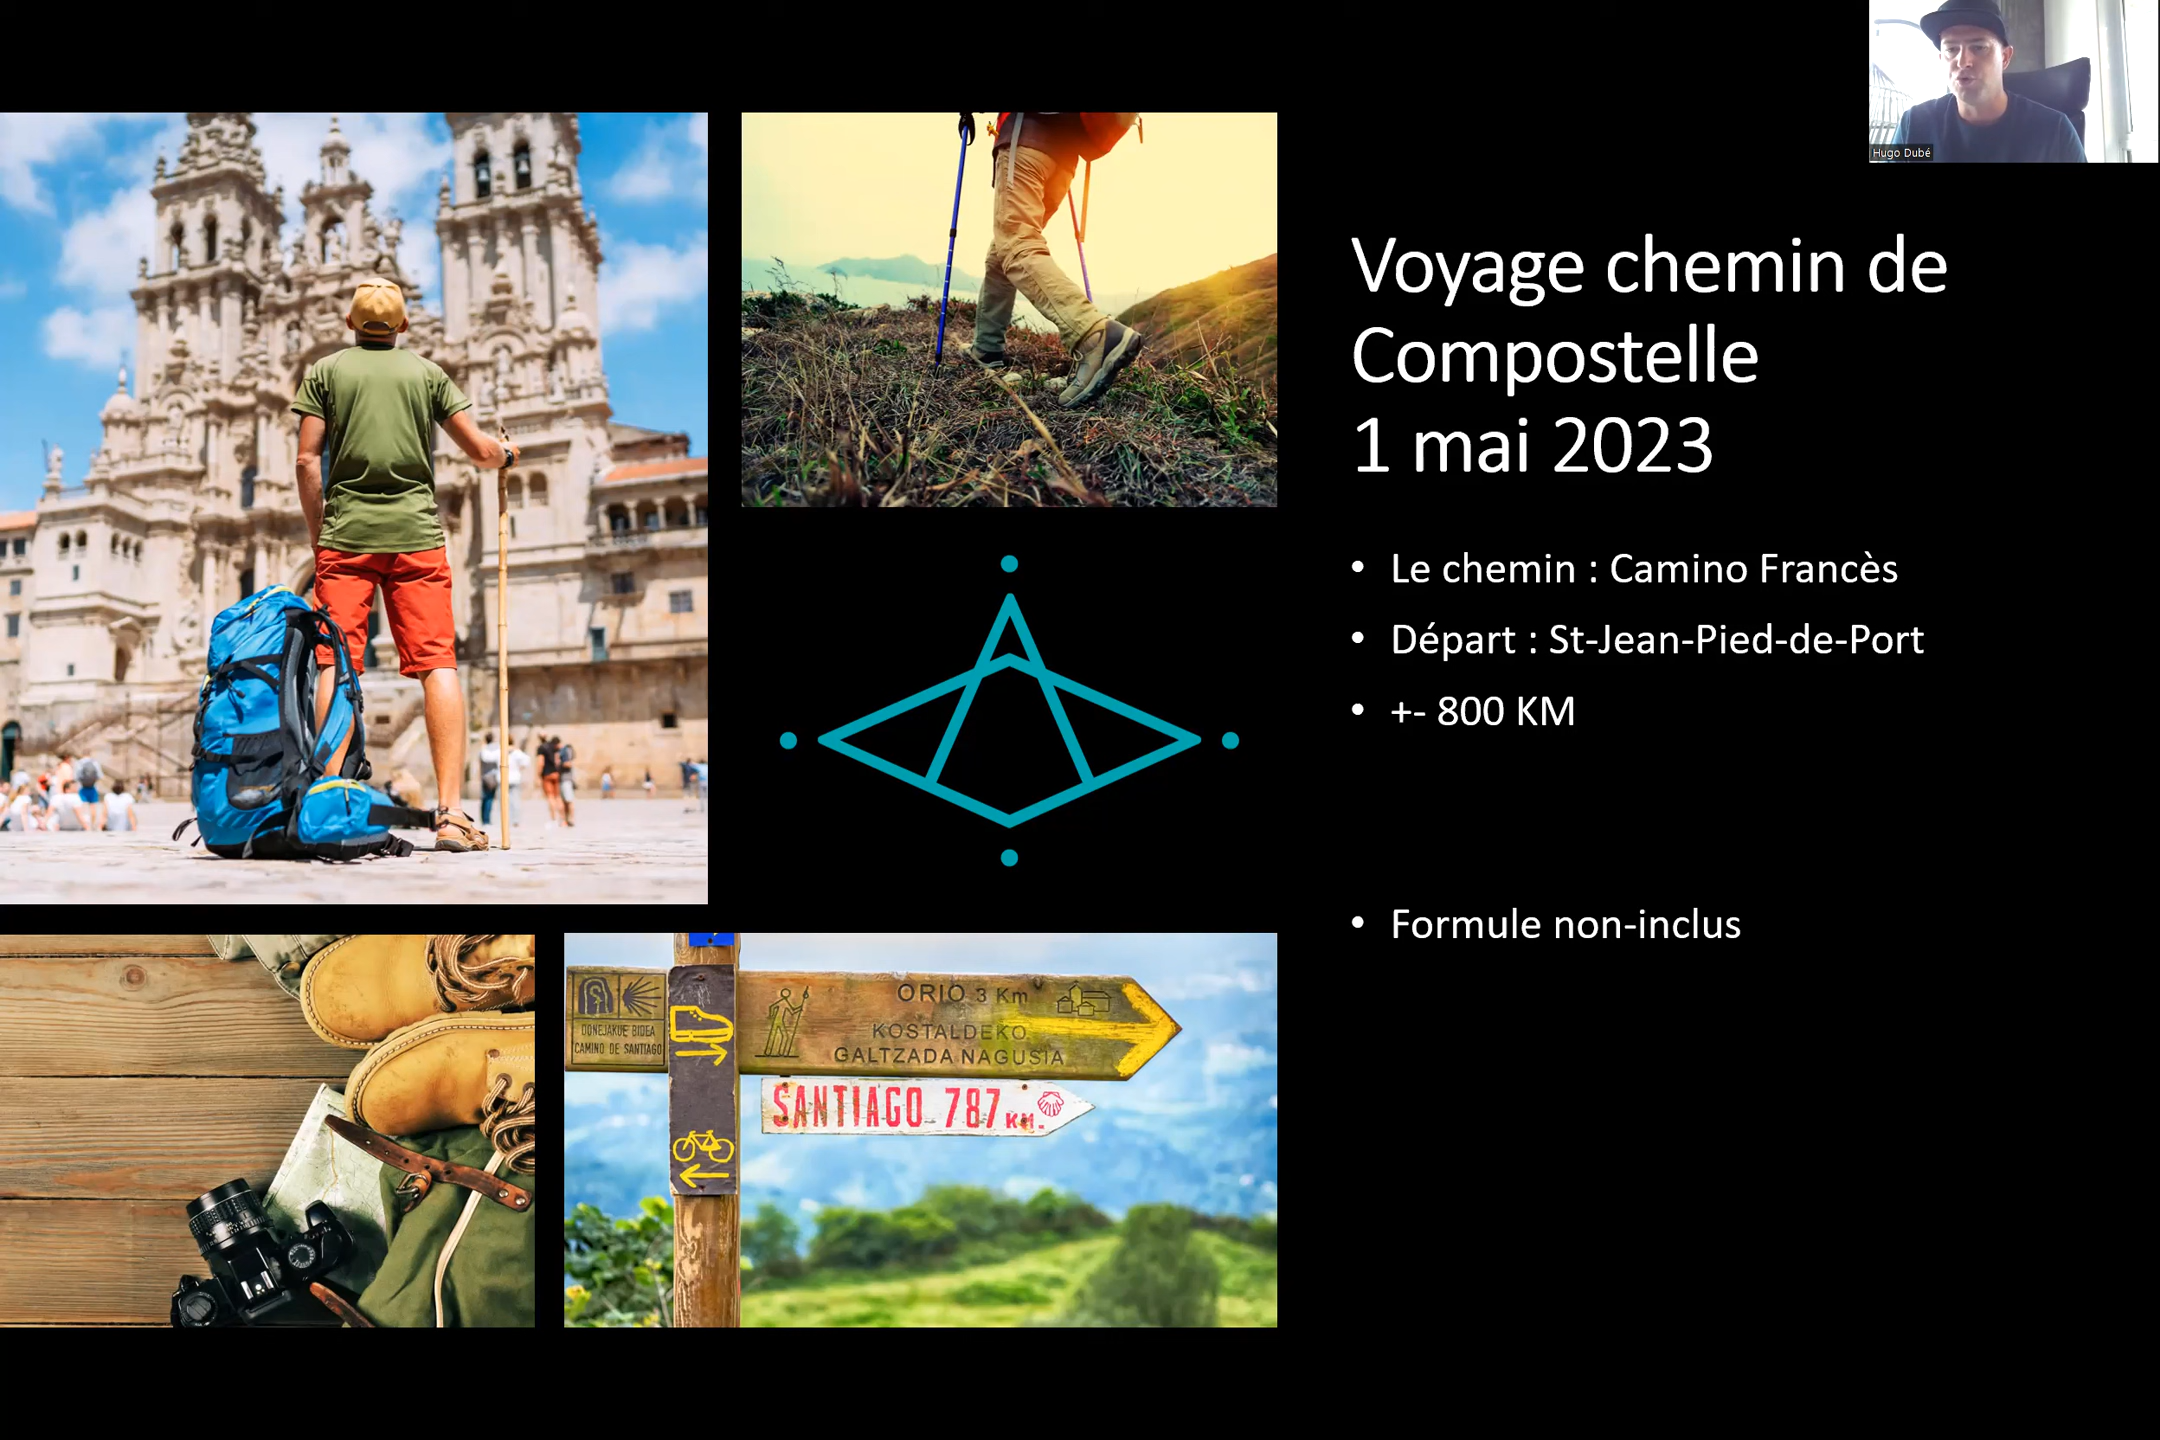 Hugo Dubé
Voyage chemin de
Compostelle
1 mai 2023
• Le chemin : Camino Francès
• Départ : St-Jean-Pied-de-Port
• +- 800 KM
• Formule non-inclus
ORIO 3 Km
KOSTALDEKO
GALTZADA NAGUSIA
DONEJAKUE BIDEA
CAMINO DE SANTIAGO
SANTIAGO 787 KM.